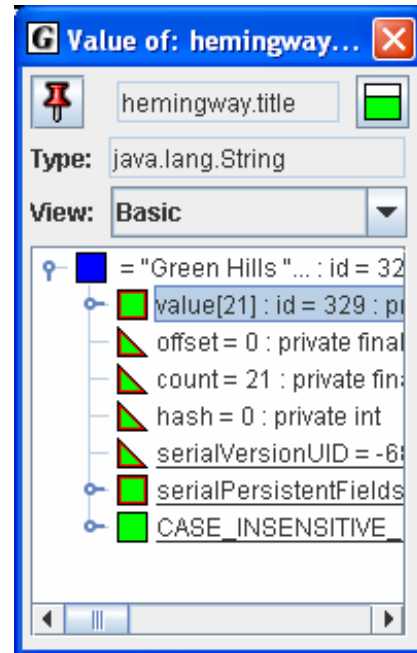 G Value of: hemingway...
hemingway.title
Type: java.lang.String
View: Basic
= "Green Hills "... : id = 32
value[21] : id = 329 : pr
offset = 0 : private final
count = 21 : private fin
hash = 0 : private int
serialVersionUID = -68
serialPersistentFields
CASE_INSENSITIVE_